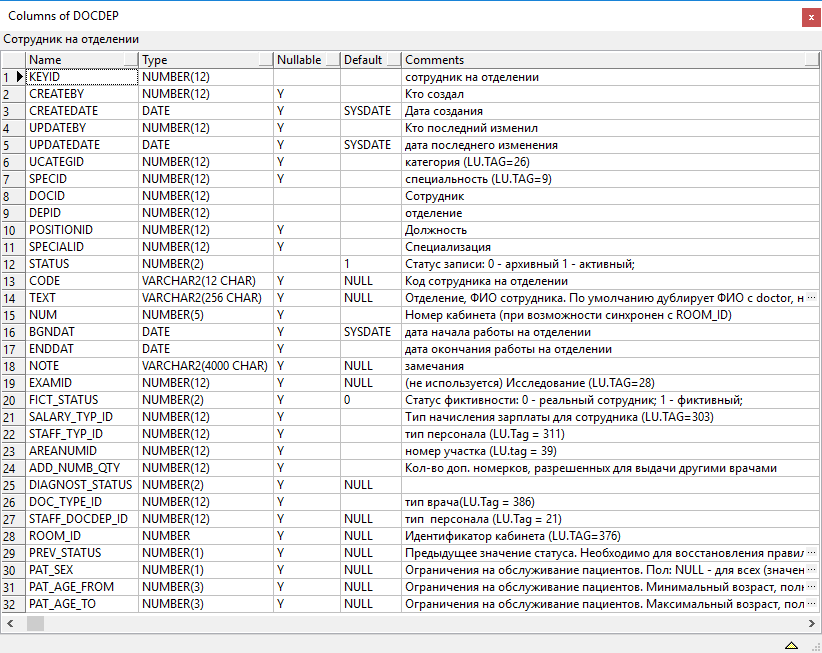 Columns of DOCDEP
Сотрудник на отделении
Name Type Nullable Default Comments
1 KEYID NUMBER(12) сотрудник на отделении
2 CREATEBY NUMBER(12) Y Кто создал
3 CREATEDATE DATE Y SYSDATE Дата создания
4 UPDATEBY NUMBER(12) Y Кто последний изменил
5 UPDATEDATE DATE Y SYSDATE дата последнего изменения
6 UCATEGID NUMBER(12) Y категория (LU.TAG=26)
7 SPECID NUMBER(12) Y специальность (LU.TAG=9)
8 DOCID NUMBER(12) Сотрудник
9 DEPID NUMBER(12) отделение
10 POSITIONID NUMBER(12) Y Должность
11 SPECIALID NUMBER(12) Y Специализация
12 STATUS NUMBER(2) 1 Статус записи: 0 - архивный 1 - активный;
13 CODE VARCHAR2(12 CHAR) Y NULL Код сотрудника на отделении
14 TEXT VARCHAR2(256 CHAR) Y NULL Отделение, ФИО сотрудника. По умолчанию дублирует ФИО с doctor, н ...
15 NUM NUMBER(5) Y Номер кабинета (при возможности синхронен с ROOM_ID)
16 BGNDAT DATE Y SYSDATE дата начала работы на отделении
17 ENDDAT DATE Y дата окончания работы на отделении
18 NOTE VARCHAR2(4000 CHAR) Y NULL замечания
19 EXAMID NUMBER(12) Y NULL (не используется) Исследование (LU.TAG=28)
20 FICT_STATUS NUMBER(2) Y 0 Статус фиктивности: 0 - реальный сотрудник; 1 - фиктивный;
21 SALARY_TYP_ID NUMBER(12) Y Тип начисления зарплаты для сотрудника (LU.TAG=303)
22 STAFF_TYP_ID NUMBER(12) Y тип персонала (LU.Tag = 311)
23 AREANUMID NUMBER(12) Y номер участка (LU.tag = 39)
24 ADD_NUMB_QTY NUMBER(12) Y Кол-во доп. номерков, разрешенных для выдачи другими врачами
25 DIAGNOST_STATUS NUMBER(2) Y NULL
26 DOC_TYPE_ID NUMBER(12) Y тип врача(LU.Tag = 386)
27 STAFF_DOCDEP_ID NUMBER(12) Y NULL тип персонала (LU.Tag = 21)
28 ROOM_ID NUMBER Y NULL Идентификатор кабинета (LU.TAG=376)
29 PREV_STATUS NUMBER(1) Y NULL Предыдущее значение статуса. Необходимо для восстановления правил ...
30 PAT_SEX NUMBER(1) Y NULL Ограничения на обслуживание пациентов. Пол: NULL - для всех (значен ...
31 PAT_AGE_FROM NUMBER(3) Y NULL Ограничения на обслуживание пациентов. Минимальный возраст, пол ...
32 PAT_AGE_TO NUMBER(3) Y NULL Ограничения на обслуживание пациентов. Максимальный возраст, пол ...